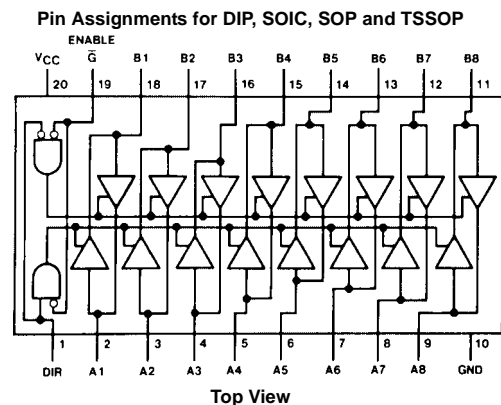 Pin Assignments for DIP, SOIC, SOP and TSSOP
ENABLE
VCC G̅ B1 B2 B3 B4 B5 B6 B7 B8
20 19 18 17 16 15 14 13 12 11
1 2 3 4 5 6 7 8 9 10
DIR A1 A2 A3 A4 A5 A6 A7 A8 GND
Top View